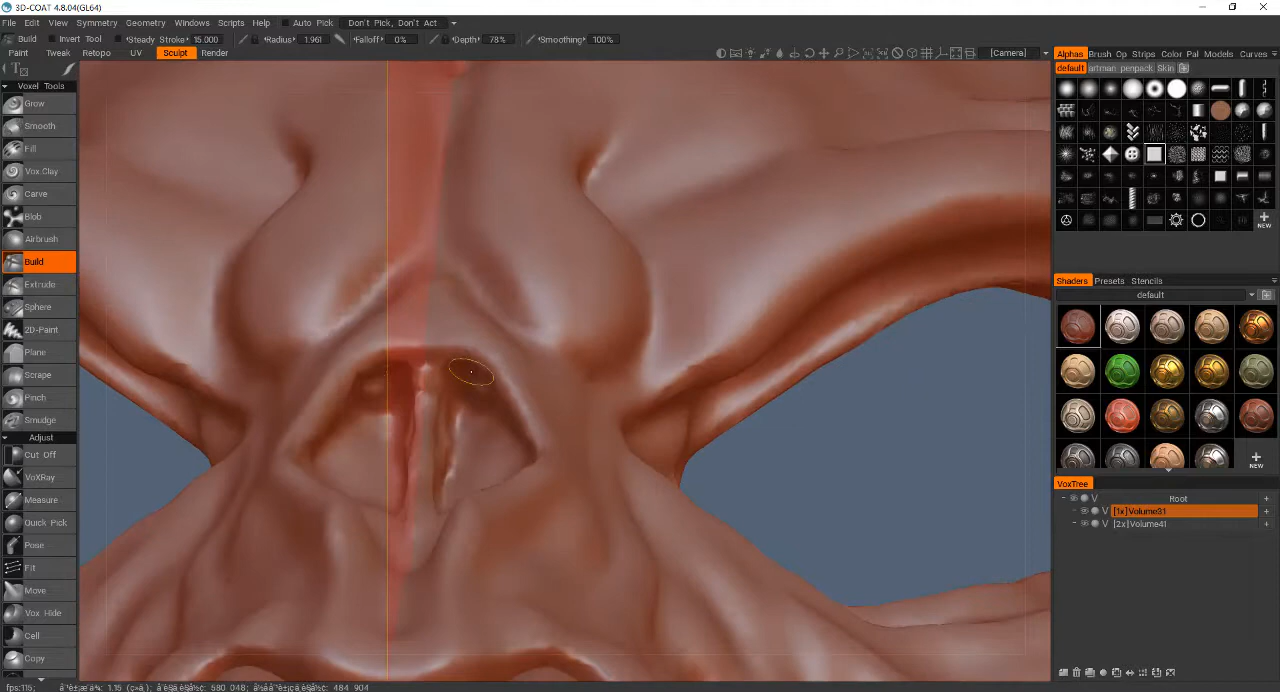 3D-COAT 4.8.04(GL64)
File Edit View Symmetry Geometry Windows Scripts Help Auto Pick Don't Pick, Don't Act
Build Invert Tool Steady Stroke 15.000 Radius 1.961 Falloff 0% Depth 78% Smoothing 100%
Paint Tweak Retopo UV Sculpt Render [Camera]
Voxel Tools
Grow
Smooth
Fill
Vox.Clay
Carve
Blob
Airbrush
Build
Extrude
Sphere
2D-Paint
Plane
Scrape
Pinch
Smudge
Adjust
Cut Off
VoXRay
Measure
Quick Pick
Pose
Fit
Move
Vox Hide
Cell
Copy
Alphas Brush Op Strips Color Pal Models Curves
default artman penpack Skin
NEW
Shaders Presets Stencils
default
NEW
VoxTree
Root
V [1x]Volume31
V [2x]Volume41
fps:115;